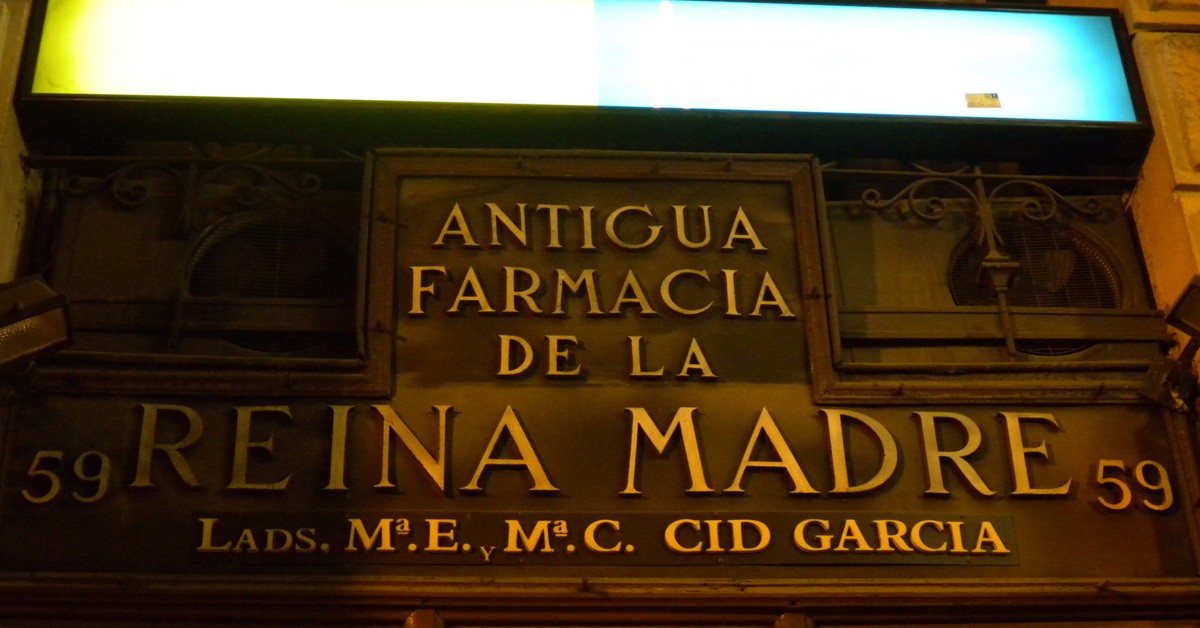 ANTIGUA
FARMACIA
DE LA
59 REINA MADRE 59
LADS. Mª. E. Y Mª. C. CID GARCIA